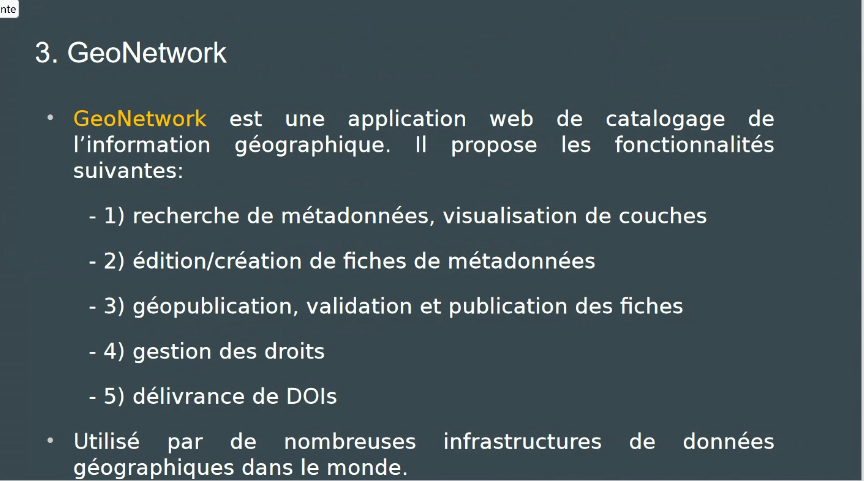 nte
3. GeoNetwork
• GeoNetwork est une application web de catalogage de
l’information géographique. Il propose les fonctionnalités
suivantes:
- 1) recherche de métadonnées, visualisation de couches
- 2) édition/création de fiches de métadonnées
- 3) géopublication, validation et publication des fiches
- 4) gestion des droits
- 5) délivrance de DOIs
• Utilisé par de nombreuses infrastructures de données
géographiques dans le monde.